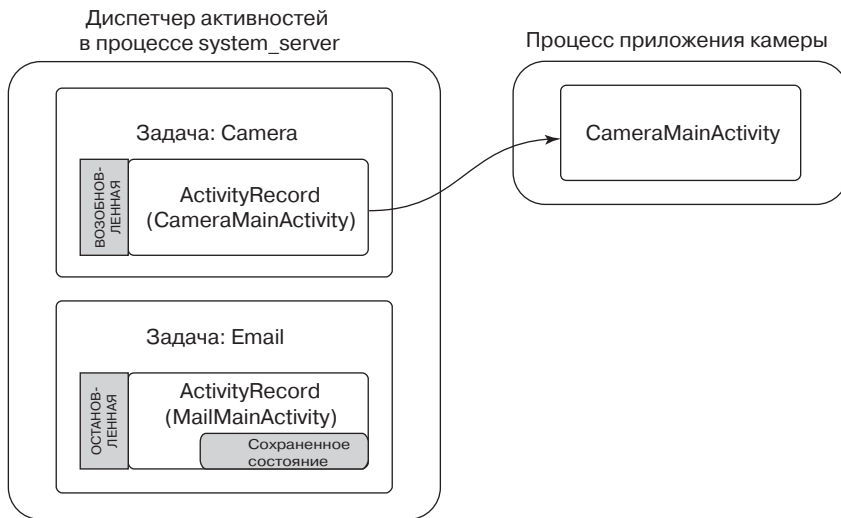 Диспетчер активностей
в процессе system_server
Процесс приложения камеры
Задача: Camera
ВОЗОБНОВ-
ЛЕННАЯ
ActivityRecord
(CameraMainActivity)
CameraMainActivity
Задача: Email
ОСТАНОВ-
ЛЕННАЯ
ActivityRecord
(MailMainActivity)
Сохраненное
состояние